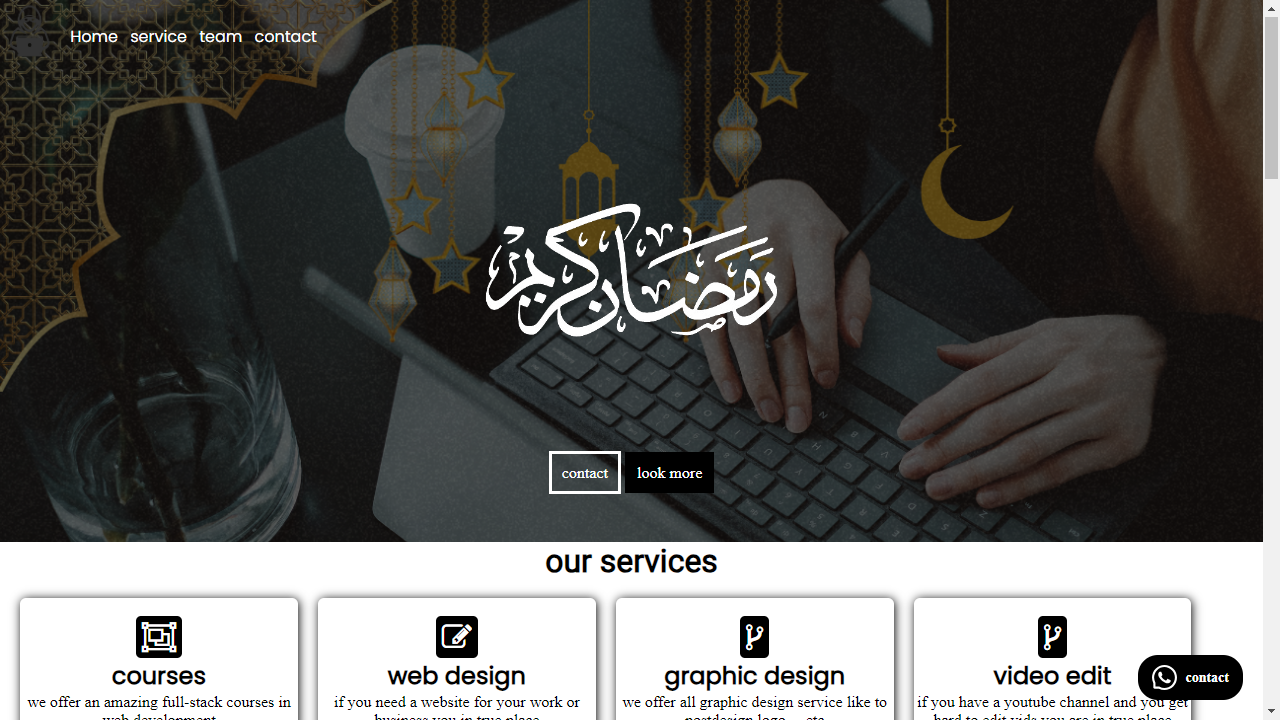 Home service team contact
رمضان كريم
contact look more
our services
courses web design graphic design video edit
we offer an amazing full-stack courses in if you need a website for your work or we offer all graphic design service like to if you have a youtube channel and you get
web development business you in true place postdesign,logo,....etc hard to edit vids you are in true place
contact